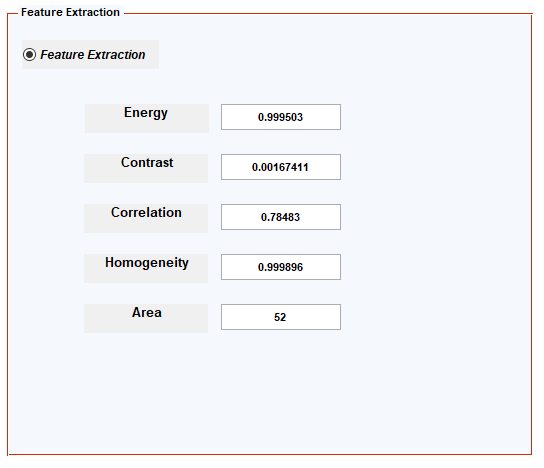 Feature Extraction
Feature Extraction
Energy 0.999503
Contrast 0.00167411
Correlation 0.78483
Homogeneity 0.999896
Area 52